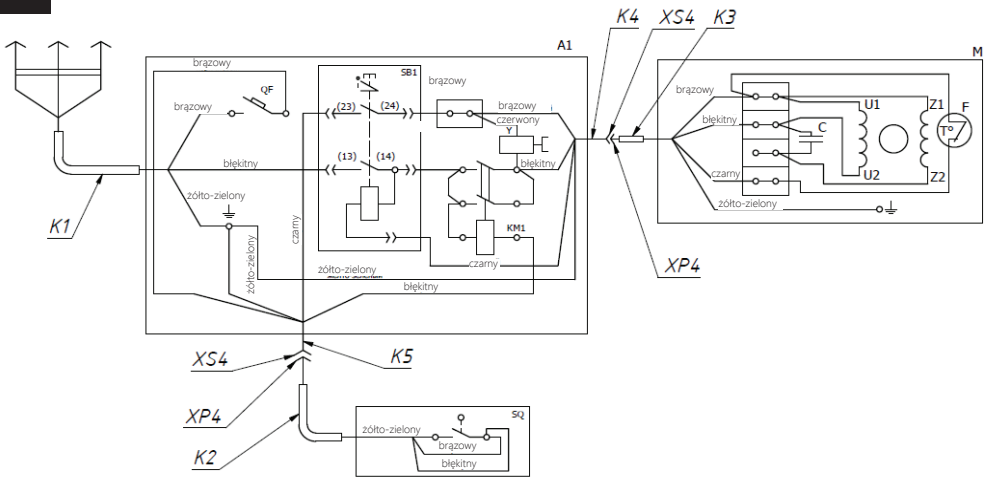 K4
XS4
K3
A1
M
brązowy
SB1
brązowy
QF
brązowy
(23)
(24)
brązowy
czerwony
Y
błękitny
(13)
(14)
błękitny
żółto-zielony
K1
czarny
żółto-zielony
KM1
czarny
żółto-zielony
błękitny
brązowy
błękitny
czarny
żółto-zielony
U1
C
U2
Z1
F
T°
Z2
XP4
XS4
K5
XP4
K2
SQ
żółto-zielony
brązowy
błękitny